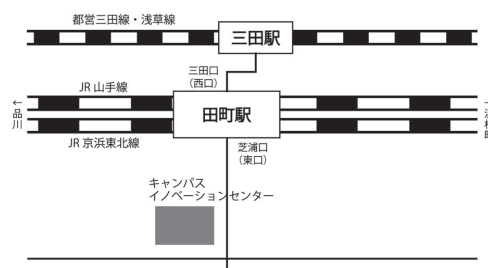 都営三田線・浅草線
三田駅
三田口
（西口）
JR 山手線
田町駅
←品川
JR 京浜東北線
芝浦口
（東口）
キャンパス
イノベーションセンター